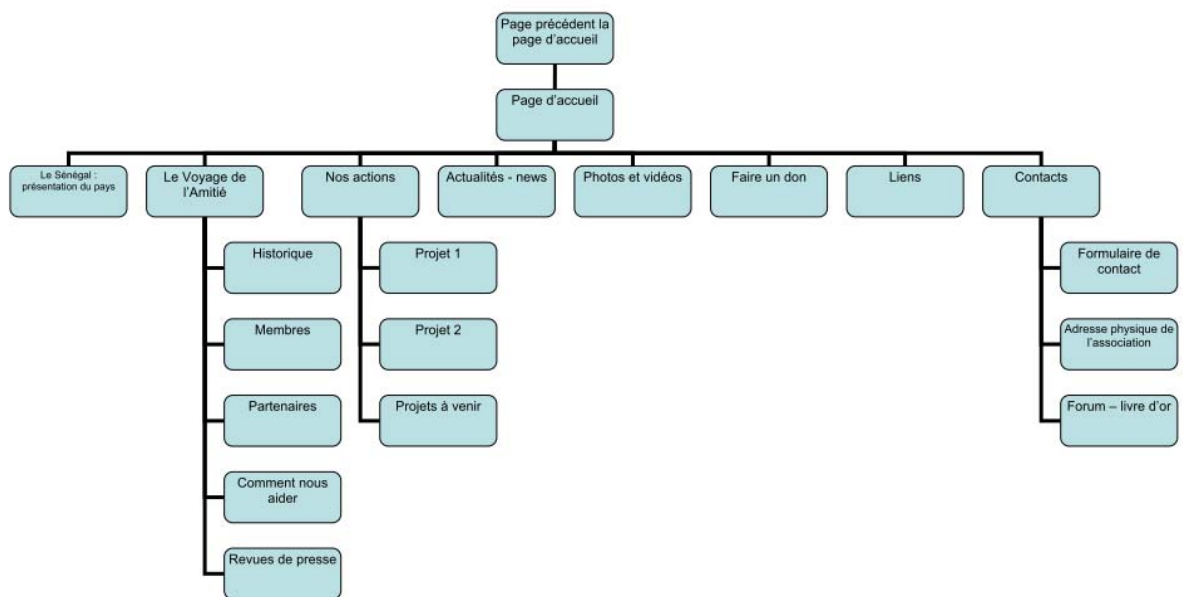 Page précédent la
page d'accueil
Page d'accueil
Le Sénégal :
présentation du pays
Le Voyage de
l'Amitié
Nos actions
Actualités - news
Photos et vidéos
Faire un don
Liens
Contacts
Historique
Membres
Partenaires
Comment nous
aider
Revues de presse
Projet 1
Projet 2
Projets à venir
Formulaire de
contact
Adresse physique de
l'association
Forum – livre d'or